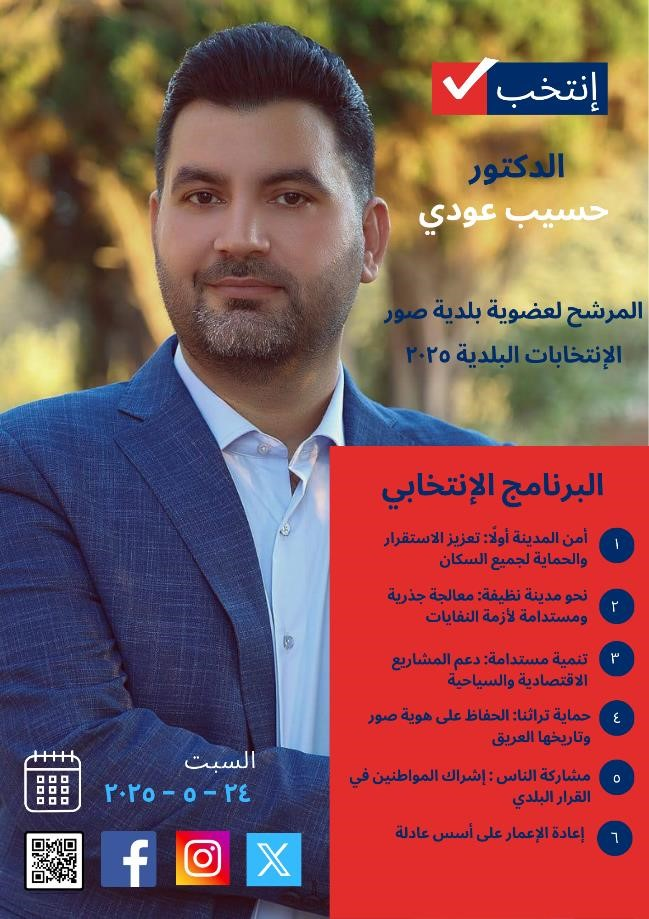 إنتخب
الدكتور
حسيب عودي
المرشح لعضوية بلدية صور
الإنتخابات البلدية ٢٠٢٥
البرنامج الإنتخابي
١ أمن المدينة أولًا: تعزيز الاستقرار
والحماية لجميع السكان
٢ نحو مدينة نظيفة: معالجة جذرية
ومستدامة لأزمة النفايات
٣ تنمية مستدامة: دعم المشاريع
الاقتصادية والسياحية
٤ حماية تراثنا: الحفاظ على هوية صور
وتاريخها العريق
٥ مشاركة الناس : إشراك المواطنين في
القرار البلدي
٦ إعادة الإعمار على أسس عادلة
السبت
٢٤ – ٥ – ٢٠٢٥